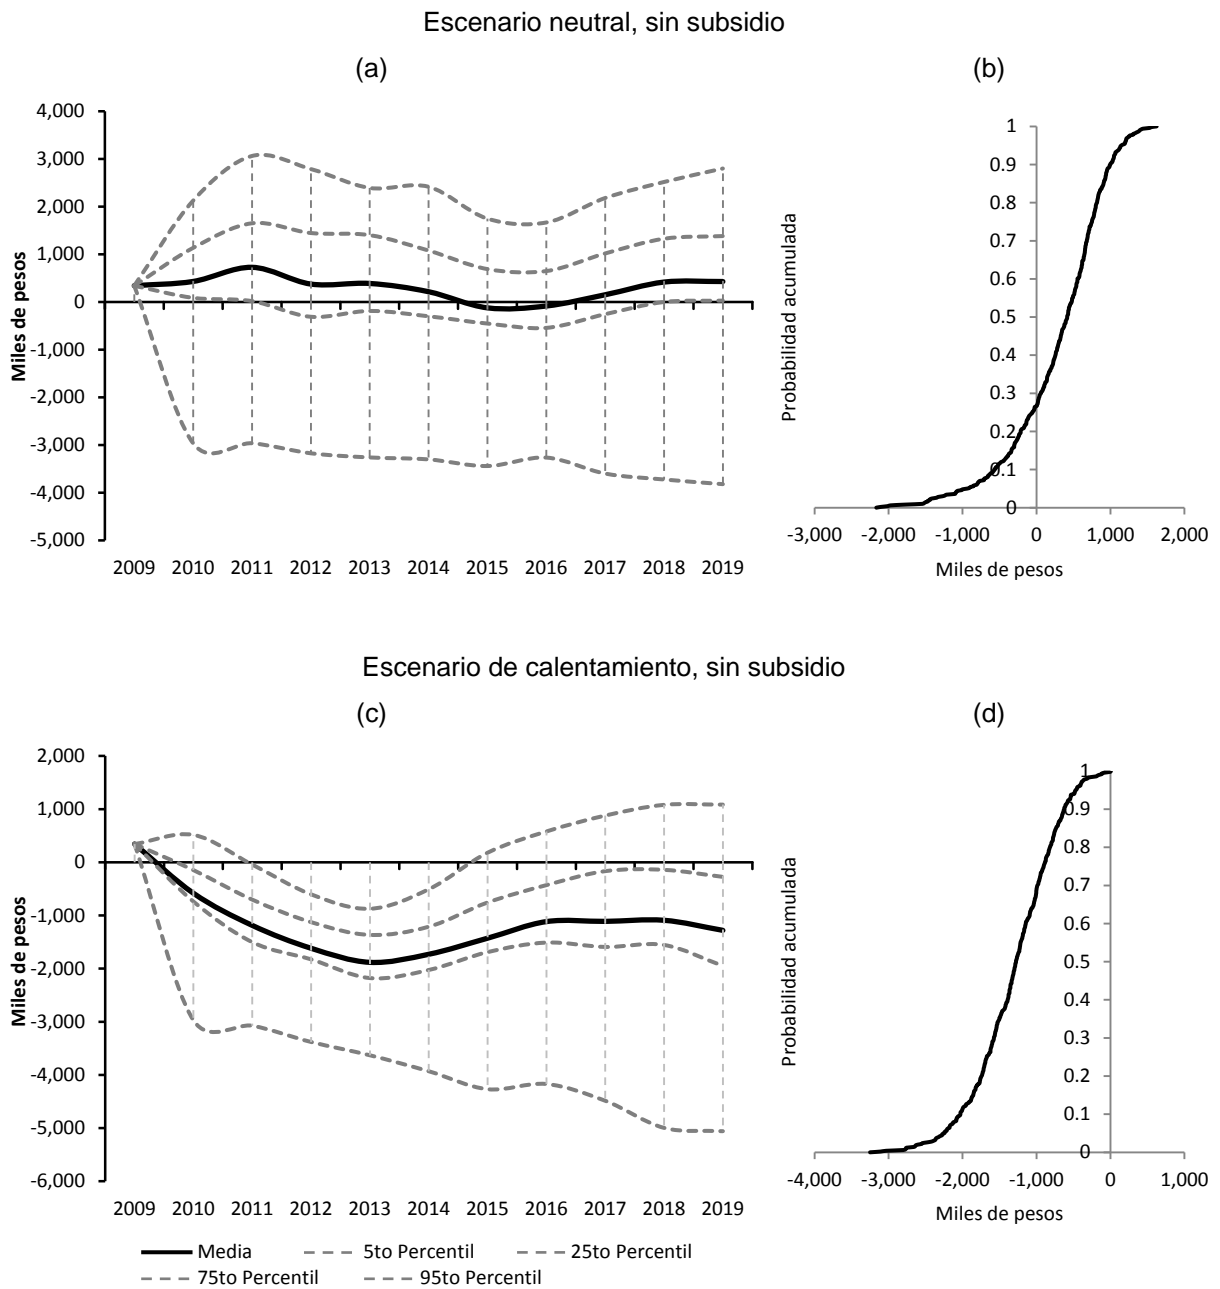 Escenario neutral, sin subsidio
(a)
(b)
Miles de pesos
4,000
3,000
2,000
1,000
0
-1,000
-2,000
-3,000
-4,000
-5,000
2009 2010 2011 2012 2013 2014 2015 2016 2017 2018 2019
Probabilidad acumulada
1
0.9
0.8
0.7
0.6
0.5
0.4
0.3
0.2
0.1
0
-3,000 -2,000 -1,000 0 1,000 2,000
Miles de pesos
Escenario de calentamiento, sin subsidio
(c)
(d)
Miles de pesos
2,000
1,000
0
-1,000
-2,000
-3,000
-4,000
-5,000
-6,000
2009 2010 2011 2012 2013 2014 2015 2016 2017 2018 2019
Media 5to Percentil 25to Percentil
75to Percentil 95to Percentil
Probabilidad acumulada
1
0.9
0.8
0.7
0.6
0.5
0.4
0.3
0.2
0.1
0
-4,000 -3,000 -2,000 -1,000 0 1,000
Miles de pesos